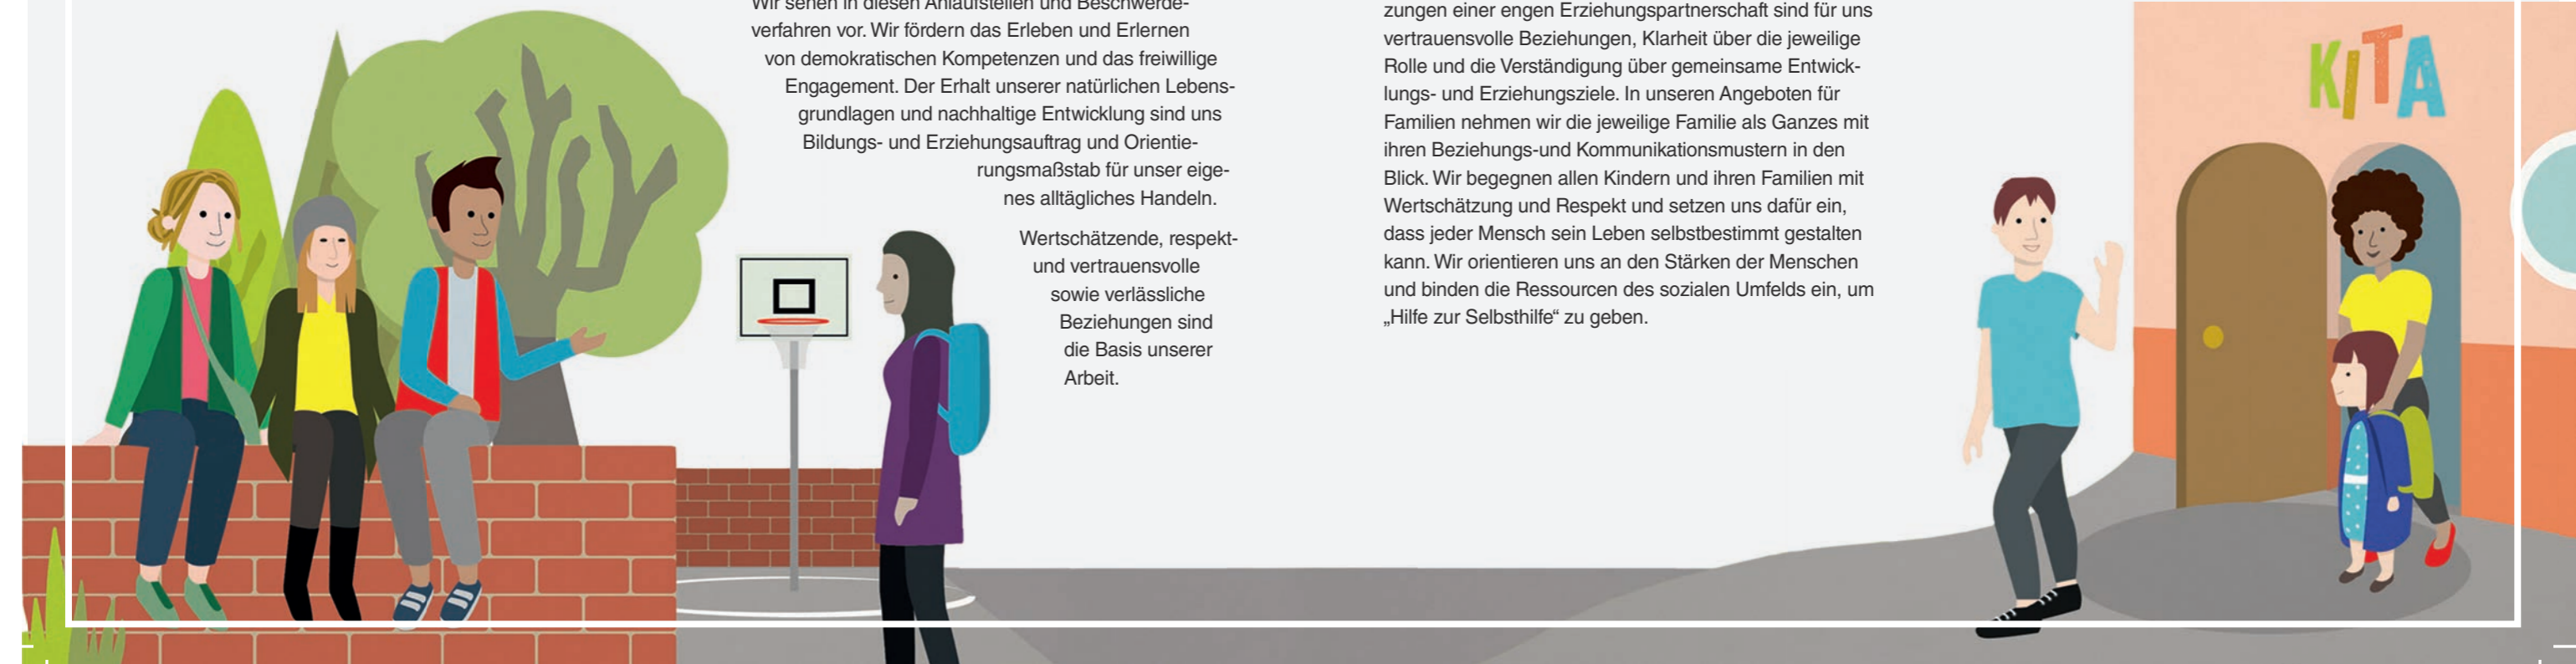 Wir sehen in diesen Anlaufstellen und Beschwerde-
verfahren vor. Wir fördern das Erleben und Erlernen
von demokratischen Kompetenzen und das freiwillige
Engagement. Der Erhalt unserer natürlichen Lebens-
grundlagen und nachhaltige Entwicklung sind uns
Bildungs- und Erziehungsauftrag und Orientie-
rungsmaßstab für unser eige-
nes alltägliches Handeln.
Wertschätzende, respekt-
und vertrauensvolle
sowie verlässliche
Beziehungen sind
die Basis unserer
Arbeit.
zungen einer engen Erziehungspartnerschaft sind für uns
vertrauensvolle Beziehungen, Klarheit über die jeweilige
Rolle und die Verständigung über gemeinsame Entwick-
lungs- und Erziehungsziele. In unseren Angeboten für
Familien nehmen wir die jeweilige Familie als Ganzes mit
ihren Beziehungs-und Kommunikationsmustern in den
Blick. Wir begegnen allen Kindern und ihren Familien mit
Wertschätzung und Respekt und setzen uns dafür ein,
dass jeder Mensch sein Leben selbstbestimmt gestalten
kann. Wir orientieren uns an den Stärken der Menschen
und binden die Ressourcen des sozialen Umfelds ein, um
„Hilfe zur Selbsthilfe“ zu geben.
KITA